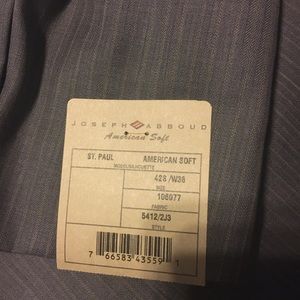 JOSEPH ABBOUD
American Soft
ST. PAUL AMERICAN SOFT
MODEL/SILHOUETTE
42S /W36
SIZE
106977
FABRIC
5412/2J3
STYLE
7 66583 43559 1